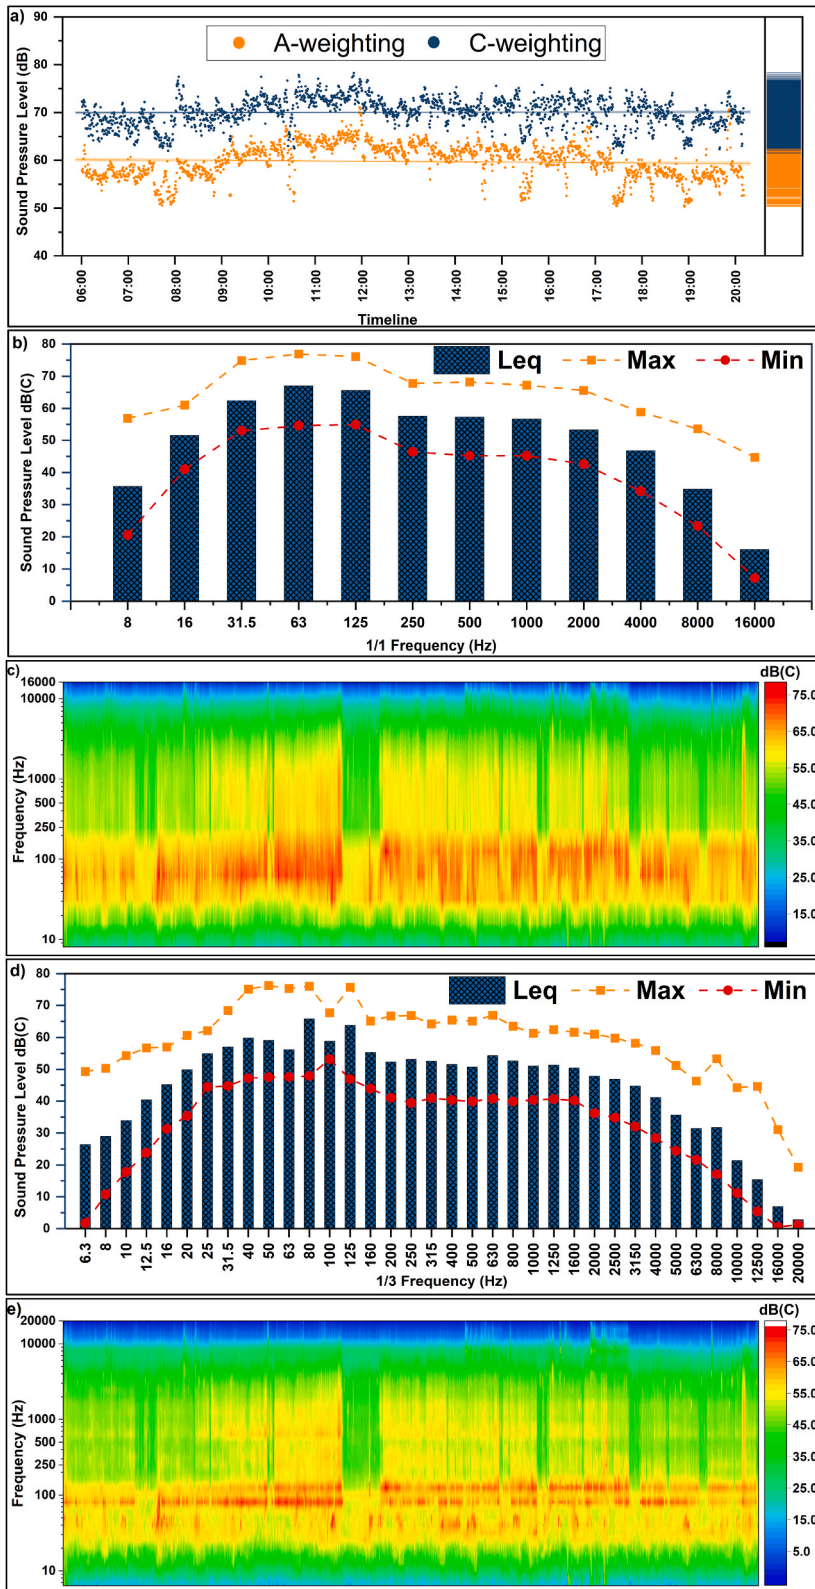 a)
A-weighting C-weighting
Sound Pressure Level (dB)
90
80
70
60
50
40
06:00 07:00 08:00 09:00 10:00 11:00 12:00 13:00 14:00 15:00 16:00 17:00 18:00 19:00 20:00
Timeline
b)
Leq Max Min
Sound Pressure Level dB(C)
80
70
60
50
40
30
20
10
0
8 16 31.5 63 125 250 500 1000 2000 4000 8000 16000
1/1 Frequency (Hz)
c)
dB(C)
Frequency (Hz)
16000
10000
1000
500
250
100
10
75.0
65.0
55.0
45.0
35.0
25.0
15.0
d)
Leq Max Min
Sound Pressure Level dB(C)
80
70
60
50
40
30
20
10
0
6.3 8 10 12.5 16 20 25 31.5 40 50 63 80 100 125 160 200 250 315 400 500 630 800 1000 1250 1600 2000 2500 3150 4000 5000 6300 8000 10000 12500 16000 20000
1/3 Frequency (Hz)
e)
dB(C)
Frequency (Hz)
20000
10000
1000
500
250
100
10
75.0
65.0
55.0
45.0
35.0
25.0
15.0
5.0